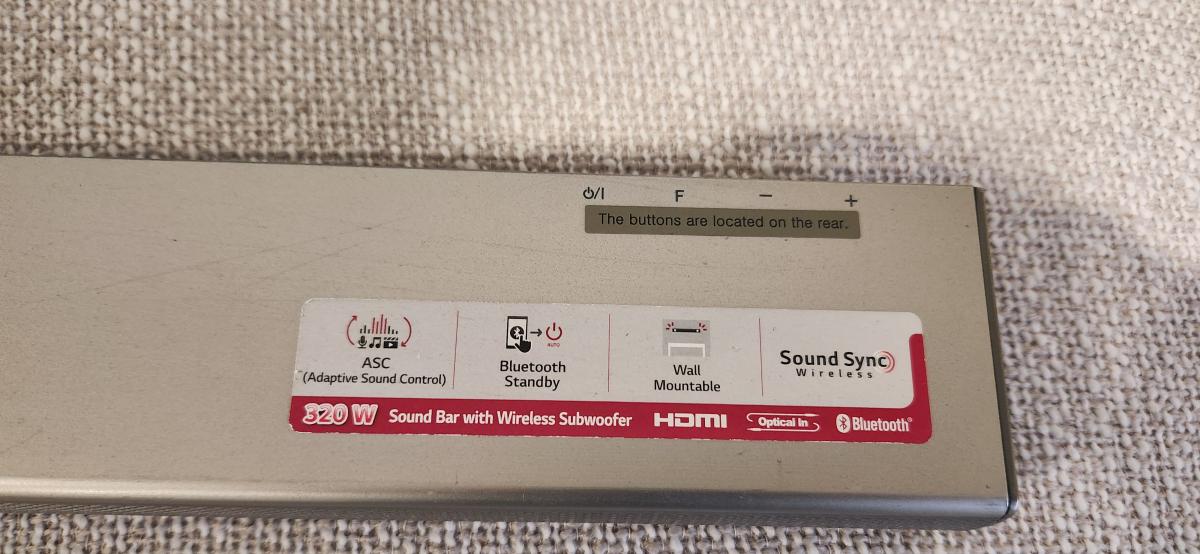 ⏻/I F − +
The buttons are located on the rear.
ASC
(Adaptive Sound Control)
AUTO
Bluetooth
Standby
Wall
Mountable
Sound Sync
Wireless
320 W Sound Bar with Wireless Subwoofer HDMI Optical In Bluetooth®